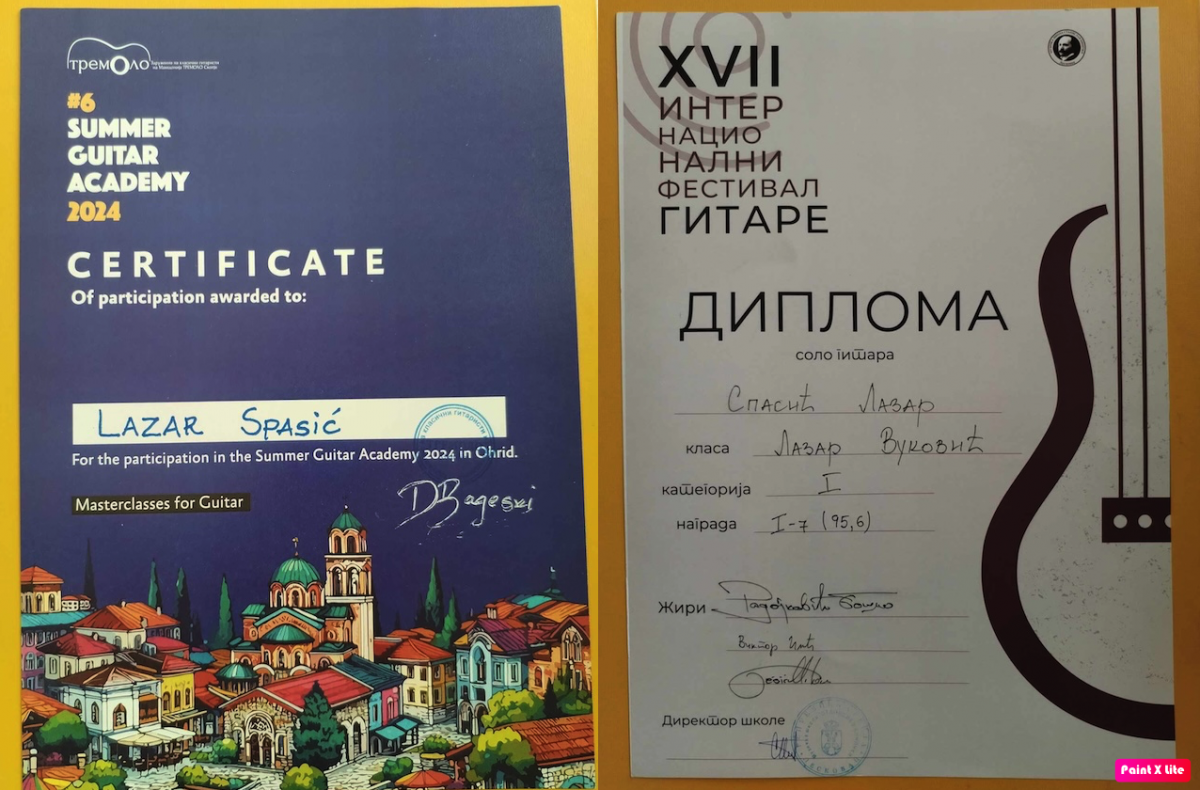 тремоло
#6
SUMMER
GUITAR
ACADEMY
2024
CERTIFICATE
Of participation awarded to:
LAZAR SPASIĆ
For the participation in the Summer Guitar Academy 2024 in Ohrid.
Masterclasses for Guitar
XVII
ИНТЕР
НАЦИО
НАЛНИ
ФЕСТИВАЛ
ГИТАРЕ
ДИПЛОМА
соло гитара
Спасић Лазар
класа Лазар Вуковић
категорија I
награда I-7 (95,6)
Жири
Директор школе
Paint X Lite